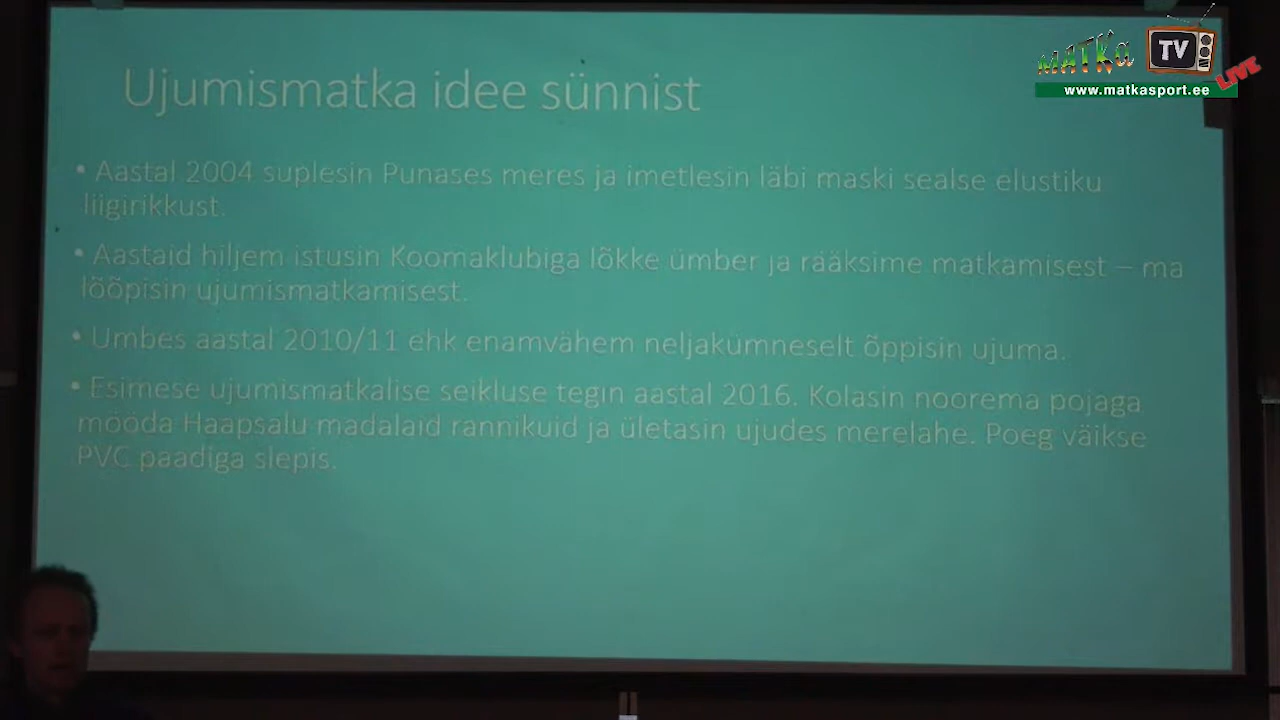 MATKa
TV
LIVE
www.matkasport.ee
Ujumismatka idee sünnist
• Aastal 2004 suplesin Punases meres ja imetlesin läbi maski sealse elustiku
liigirikkust.
• Aastaid hiljem istusin Koomaklubiga lõkke ümber ja rääksime matkamisest – ma
lõõpisin ujumismatkamisest.
• Umbes aastal 2010/11 ehk enamvähem neljakümneselt õppisin ujuma.
• Esimese ujumismatkalise seikluse tegin aastal 2016. Kolasin noorema pojaga
mööda Haapsalu madalaid rannikuid ja ületasin ujudes merelahe. Poeg väikse
PVC paadiga slepis.